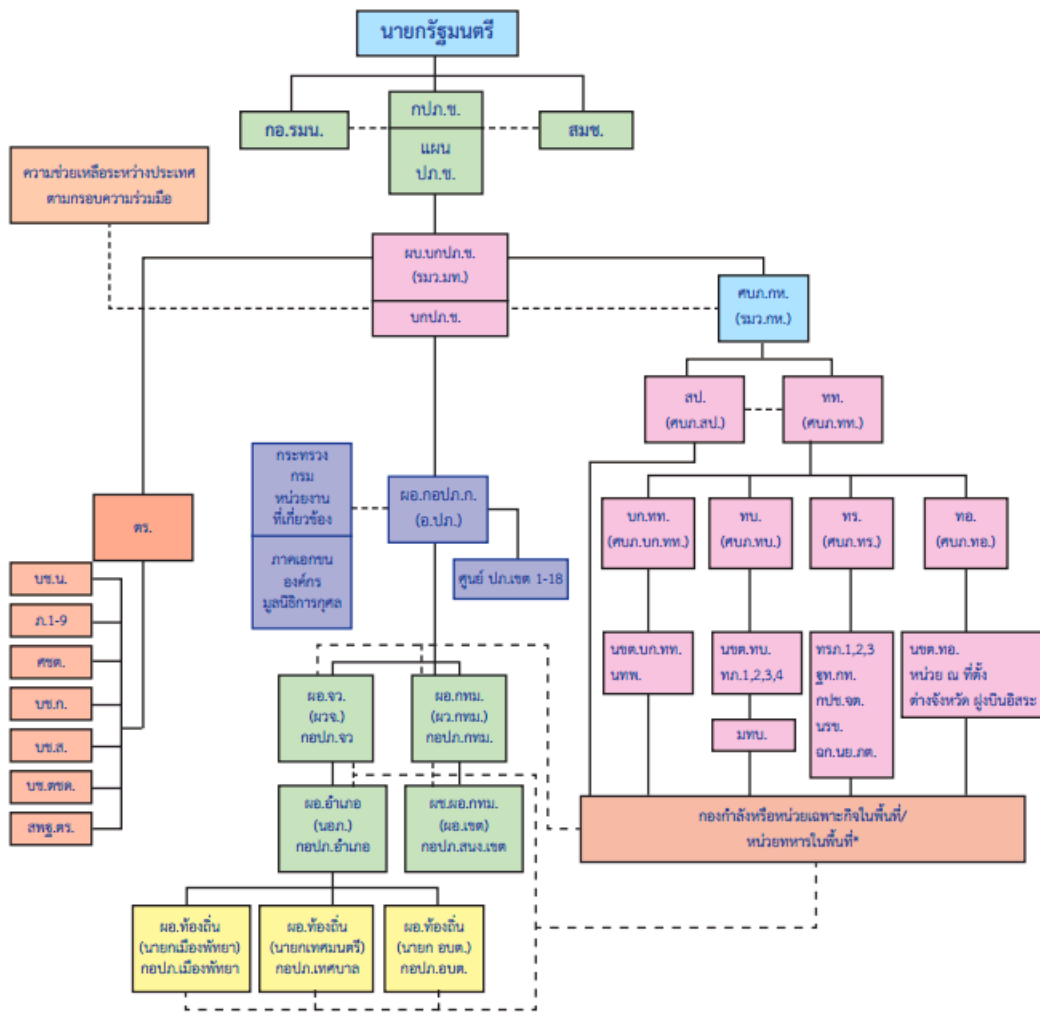 นายกรัฐมนตรี
กปภ.ช.
กอ.รมน.
สมช.
แผน
ปภ.ช.
ความช่วยเหลือระหว่างประเทศ
ตามกรอบความร่วมมือ
ผบ.บกปภ.ช.
(รมว.มท.)
บกปภ.ช.
ศบภ.กห.
(รมว.กห.)
สป.
(ศบภ.สป.)
ทท.
(ศบภ.ทท.)
กระทรวง
กรม
หน่วยงาน
ที่เกี่ยวข้อง
ภาคเอกชน
องค์กร
มูลนิธิการกุศล
ผอ.กอปภ.ก.
(อ.ปภ.)
ศูนย์ ปภ.เขต 1-18
ตร.
บช.น.
ภ.1-9
ศชต.
บช.ก.
บช.ส.
บช.ตชด.
สพฐ.ตร.
บก.ทท.
(ศบภ.บก.ทท.)
ทบ.
(ศบภ.ทบ.)
ทร.
(ศบภ.ทร.)
ทอ.
(ศบภ.ทอ.)
นขต.บก.ทท.
นทพ.
นขต.ทบ.
ทภ.1,2,3,4
มทบ.
ทรภ.1,2,3
ฐท.กท.
กปช.จต.
นรข.
ฉก.นย.ภต.
นขต.ทอ.
หน่วย ณ ที่ตั้ง
ต่างจังหวัด ฝูงบินอิสระ
ผอ.จว.
(ผวจ.)
กอปภ.จว
ผอ.กทม.
(ผว.กทม.)
กอปภ.กทม.
ผอ.อำเภอ
(นอภ.)
กอปภ.อำเภอ
ผช.ผอ.กทม.
(ผอ.เขต)
กอปภ.สนง.เขต
กองกำลังหรือหน่วยเฉพาะกิจในพื้นที่/
หน่วยทหารในพื้นที่*
ผอ.ท้องถิ่น
(นายกเมืองพัทยา)
กอปภ.เมืองพัทยา
ผอ.ท้องถิ่น
(นายกเทศมนตรี)
กอปภ.เทศบาล
ผอ.ท้องถิ่น
(นายก อบต.)
กอปภ.อบต.